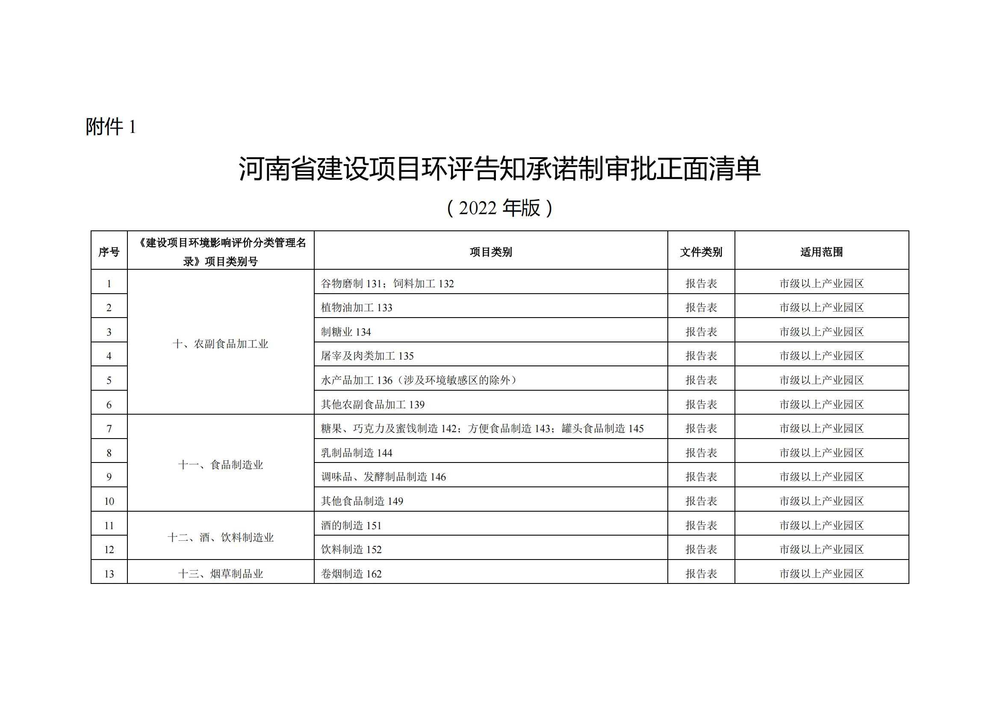 附件 1
河南省建设项目环评告知承诺制审批正面清单
（2022 年版）
序号 《建设项目环境影响评价分类管理名 项目类别 文件类别 适用范围
录》项目类别号
1 谷物磨制 131；饲料加工 132 报告表 市级以上产业园区
2 植物油加工 133 报告表 市级以上产业园区
3 制糖业 134 报告表 市级以上产业园区
十、农副食品加工业
4 屠宰及肉类加工 135 报告表 市级以上产业园区
5 水产品加工 136（涉及环境敏感区的除外） 报告表 市级以上产业园区
6 其他农副食品加工 139 报告表 市级以上产业园区
7 糖果、巧克力及蜜饯制造 142；方便食品制造 143；罐头食品制造 145 报告表 市级以上产业园区
8 乳制品制造 144 报告表 市级以上产业园区
十一、食品制造业
9 调味品、发酵制品制造 146 报告表 市级以上产业园区
10 其他食品制造 149 报告表 市级以上产业园区
11 酒的制造 151 报告表 市级以上产业园区
十二、酒、饮料制造业
12 饮料制造 152 报告表 市级以上产业园区
13 十三、烟草制品业 卷烟制造 162 报告表 市级以上产业园区